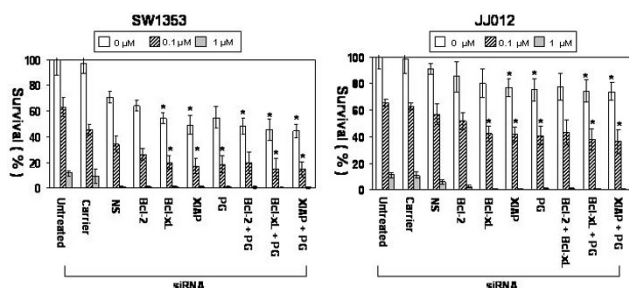 SW1353
0 µM 0.1 µM 1 µM
Survival (%)
100
80
60
40
20
0
* * * * *
* * * * *
Untreated
Carrier
NS
Bcl-2
Bcl-xL
XIAP
PG
Bcl-2 + PG
Bcl-xL + PG
XIAP + PG
siRNA
JJ012
0 µM 0.1 µM 1 µM
Survival (%)
100
80
60
40
20
0
* * * *
* * * * *
Untreated
Carrier
NS
Bcl-2
Bcl-xL
XIAP
PG
Bcl-2 + Bcl-xL
Bcl-xL + PG
XIAP + PG
siRNA